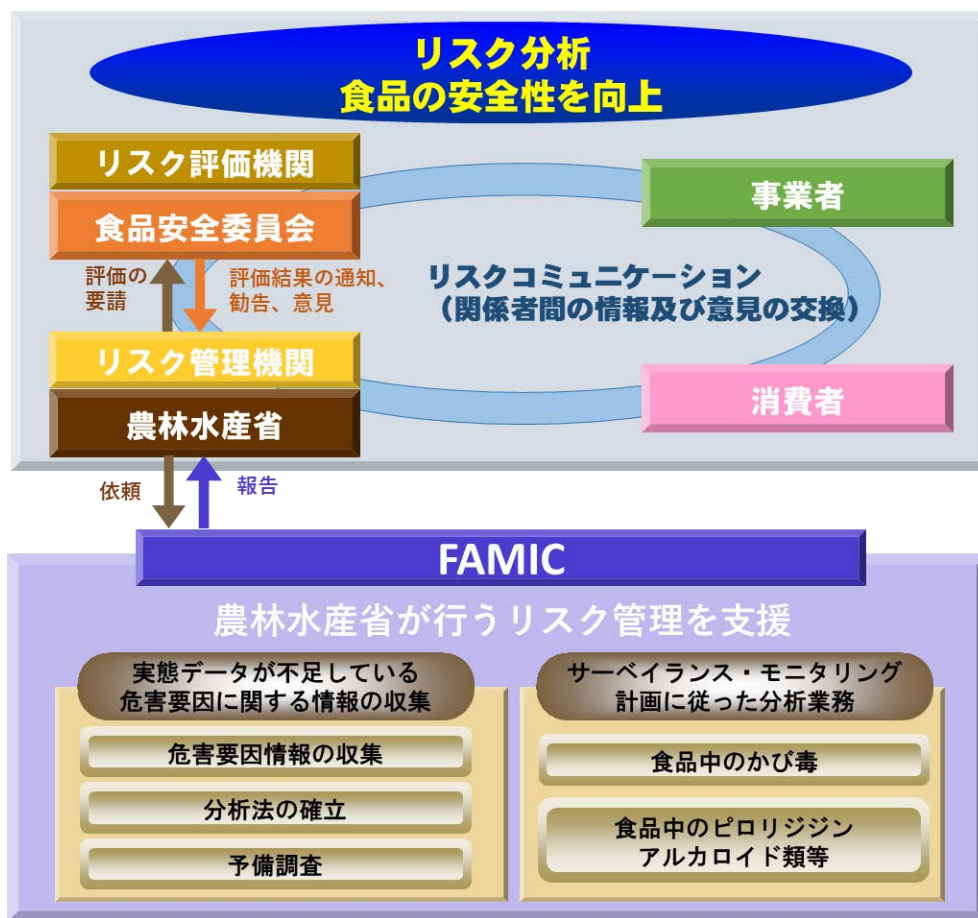 リスク分析
食品の安全性を向上
リスク評価機関
食品安全委員会
事業者
評価の
要請
評価結果の通知、
勧告、意見
リスクコミュニケーション
（関係者間の情報及び意見の交換）
リスク管理機関
農林水産省
消費者
依頼
報告
FAMIC
農林水産省が行うリスク管理を支援
実態データが不足している
危害要因に関する情報の収集
危害要因情報の収集
分析法の確立
予備調査
サーベイランス・モニタリング
計画に従った分析業務
食品中のかび毒
食品中のピロリジジン
アルカロイド類等